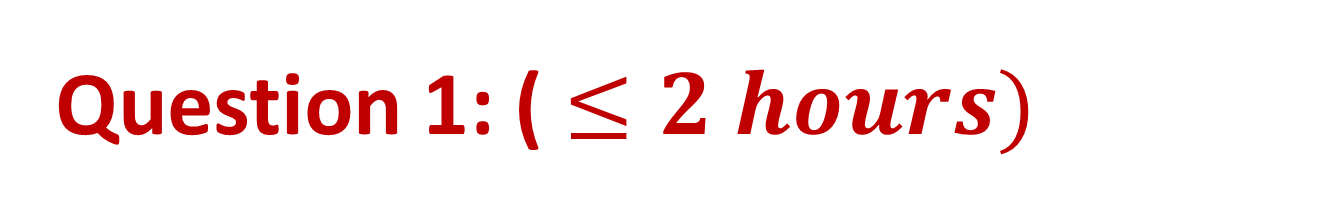 Question 1: ( ≤ 2 hours)